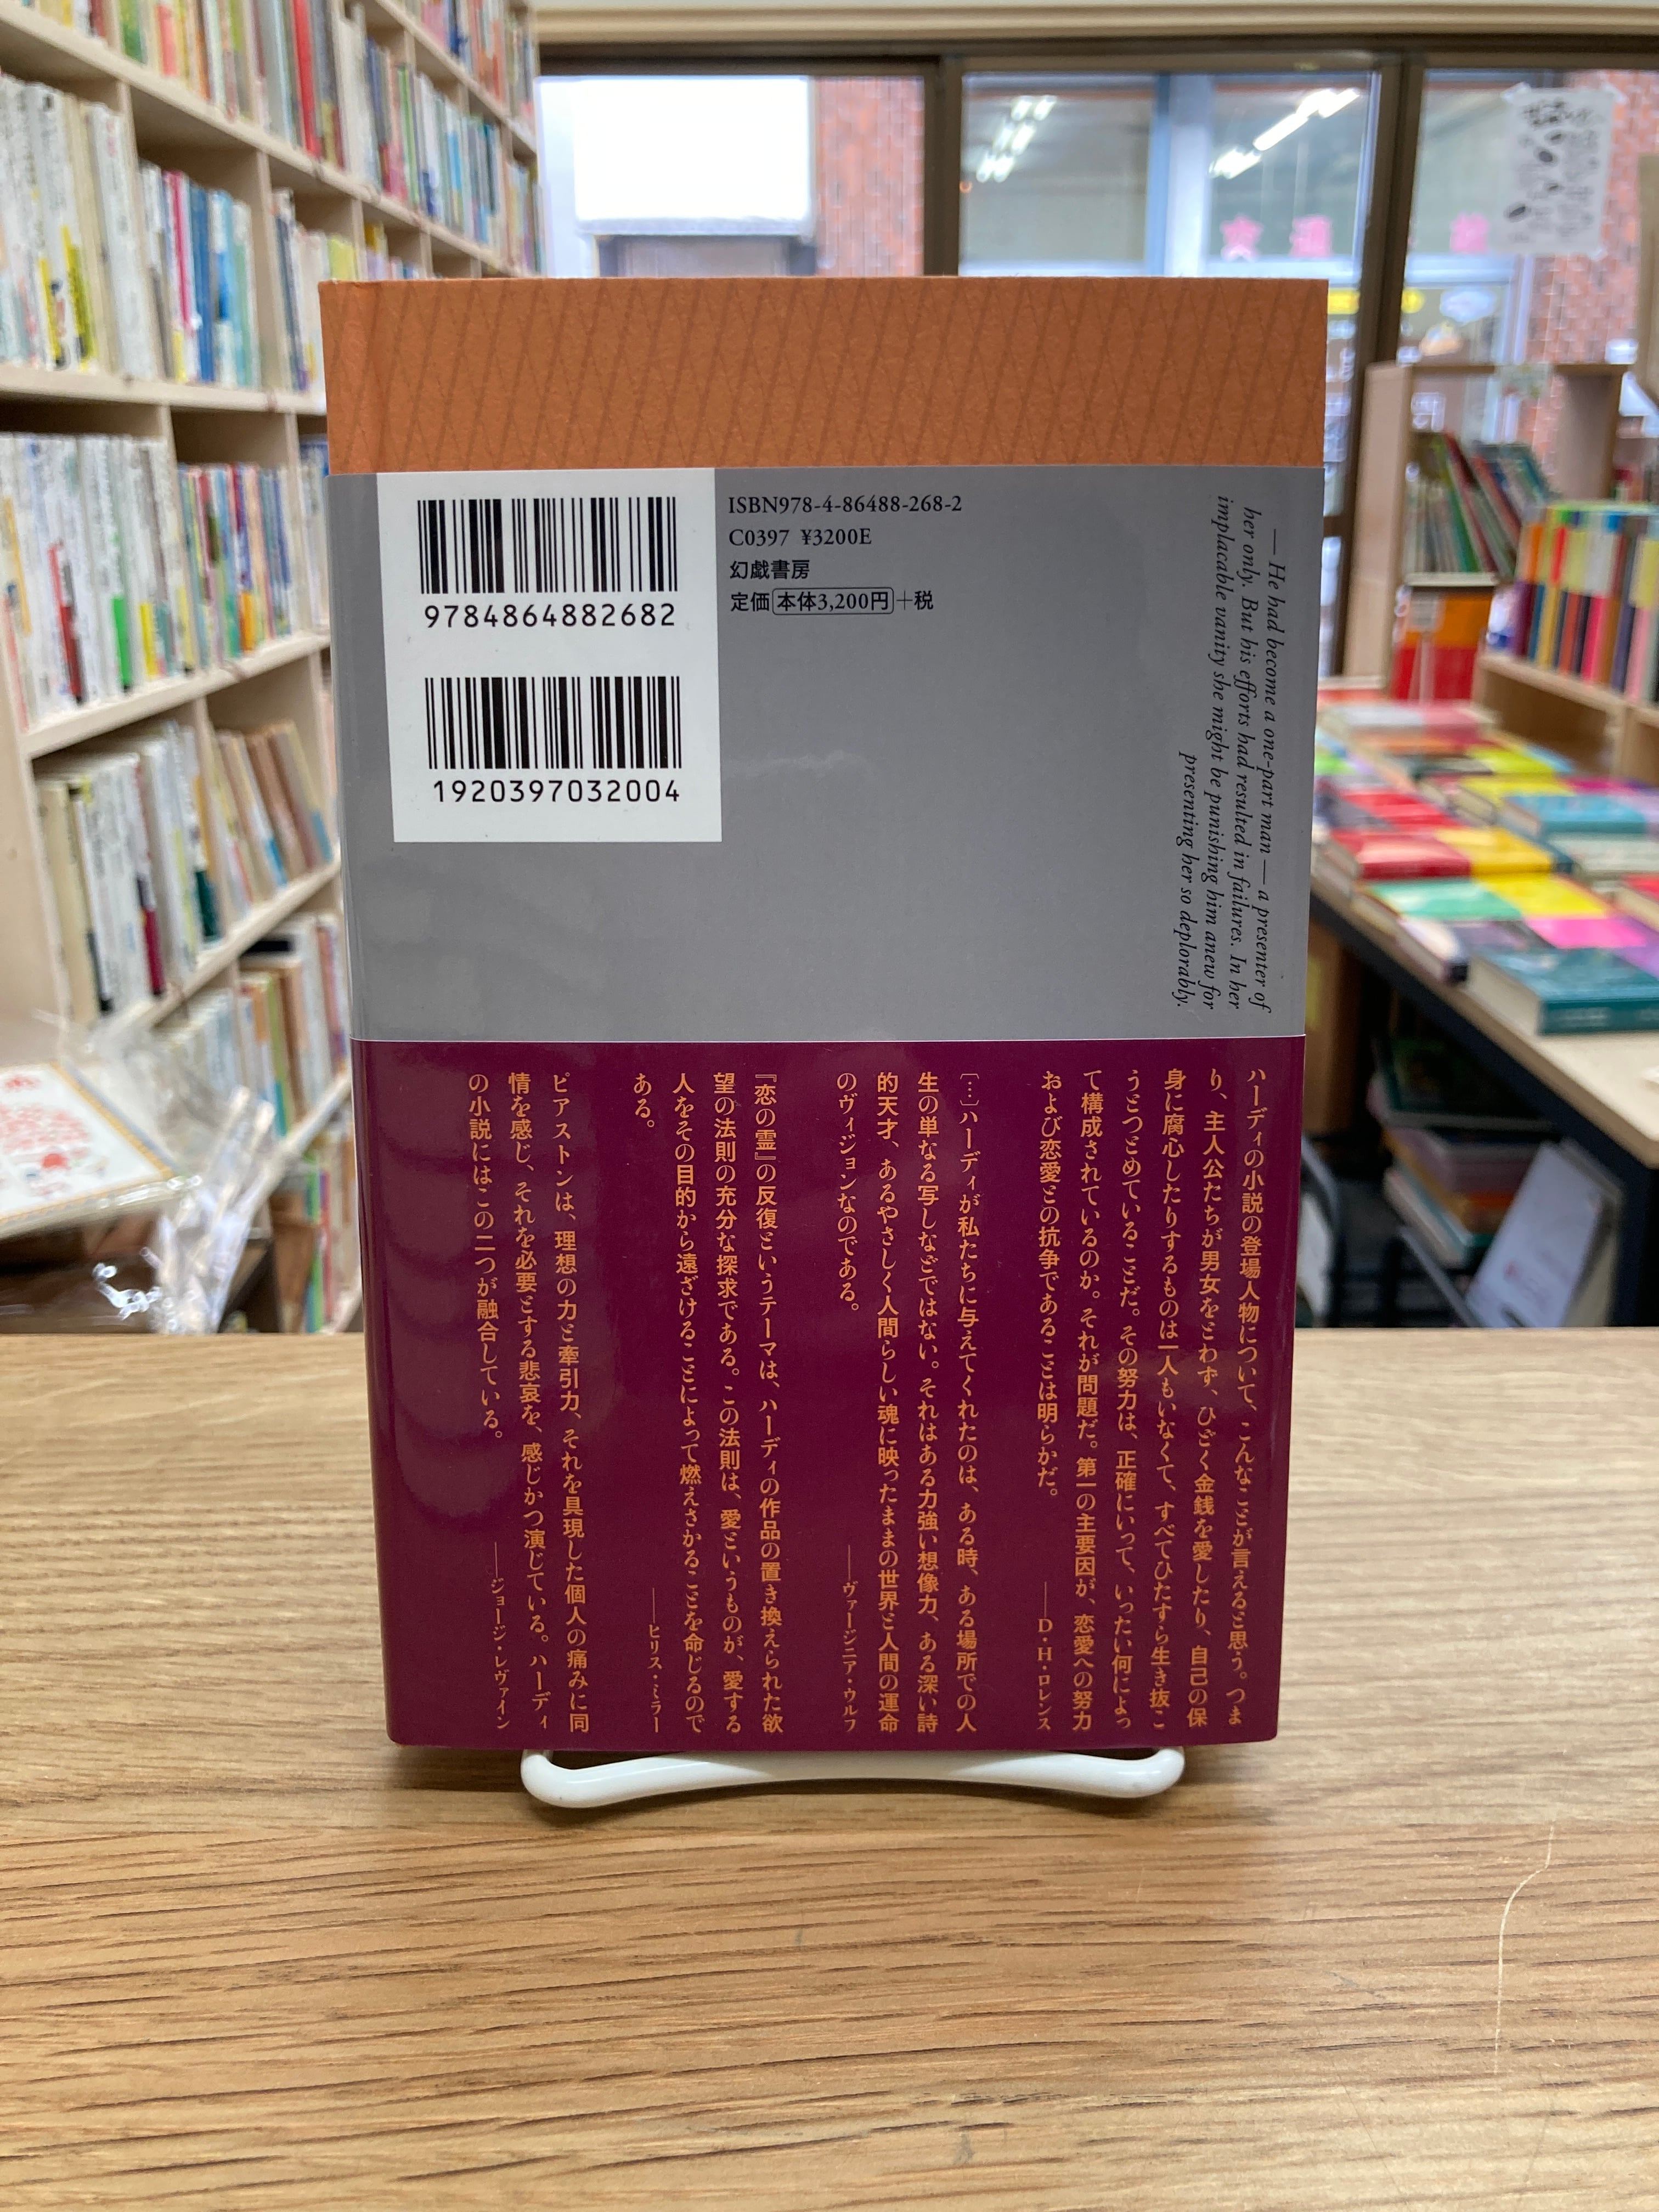 9784864882682
1920397032004
ISBN978-4-86488-268-2
C0397 ¥3200E
幻戯書房
定価 本体3,200円+税
— He had become a one-part man — a presenter of
her only. But his efforts had resulted in failures. In her
implacable vanity she might be punishing him anew for
presenting her so deplorably.
ハーディの小説の登場人物について、こんなことが言えると思う。つま
り、主人公たちが男女をとわず、ひどく金銭を愛したり、自己の保
身に腐心したりするものは一人もいなくて、すべてひたすら生き抜こ
うとつとめていることだ。その努力は、正確にいって、いったい何によっ
て構成されているのか。それが問題だ。第一の主要因が、恋愛への努力
および恋愛との抗争であることは明らかだ。
——D・H・ロレンス
[…]ハーディが私たちに与えてくれたのは、ある時、ある場所での人
生の単なる写しなどではない。それはある力強い想像力、ある深い詩
的天才、あるやさしく人間らしい魂に映ったままの世界と人間の運命
のヴィジョンなのである。
——ヴァージニア・ウルフ
『恋の霊』の反復というテーマは、ハーディの作品の置き換えられた欲
望の法則の充分な探求である。この法則は、愛というものが、愛する
人をその目的から遠ざけることによって燃えさかることを命じるので
ある。
——ヒリス・ミラー
ピアストンは、理想の力と牽引力、それを具現した個人の痛みに同
情を感じ、それを必要とする悲哀を、感じかつ演じている。ハーディ
の小説にはこの二つが融合している。
——ジョージ・レヴァイン